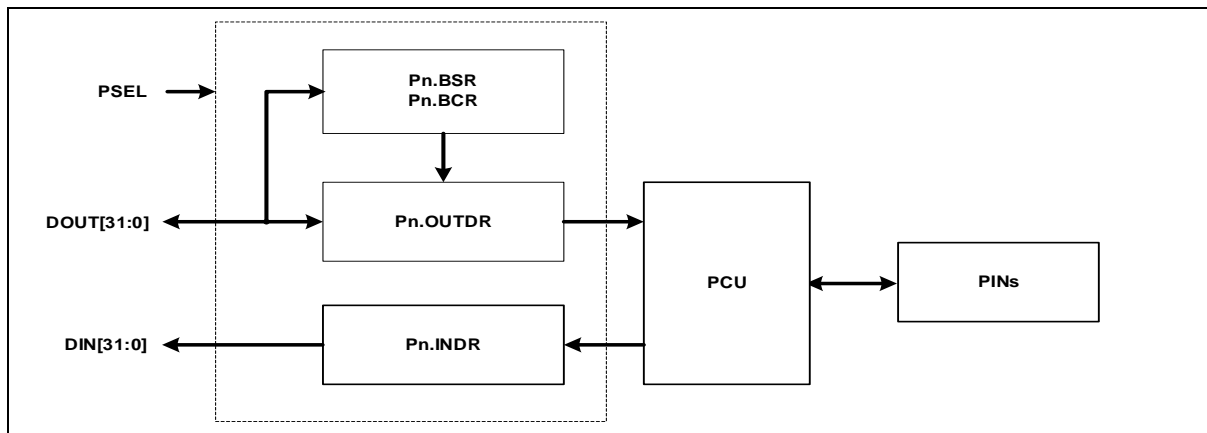 Pn.BSR
Pn.BCR
PSEL
DOUT[31:0]
Pn.OUTDR
PCU
PINs
DIN[31:0]
Pn.INDR